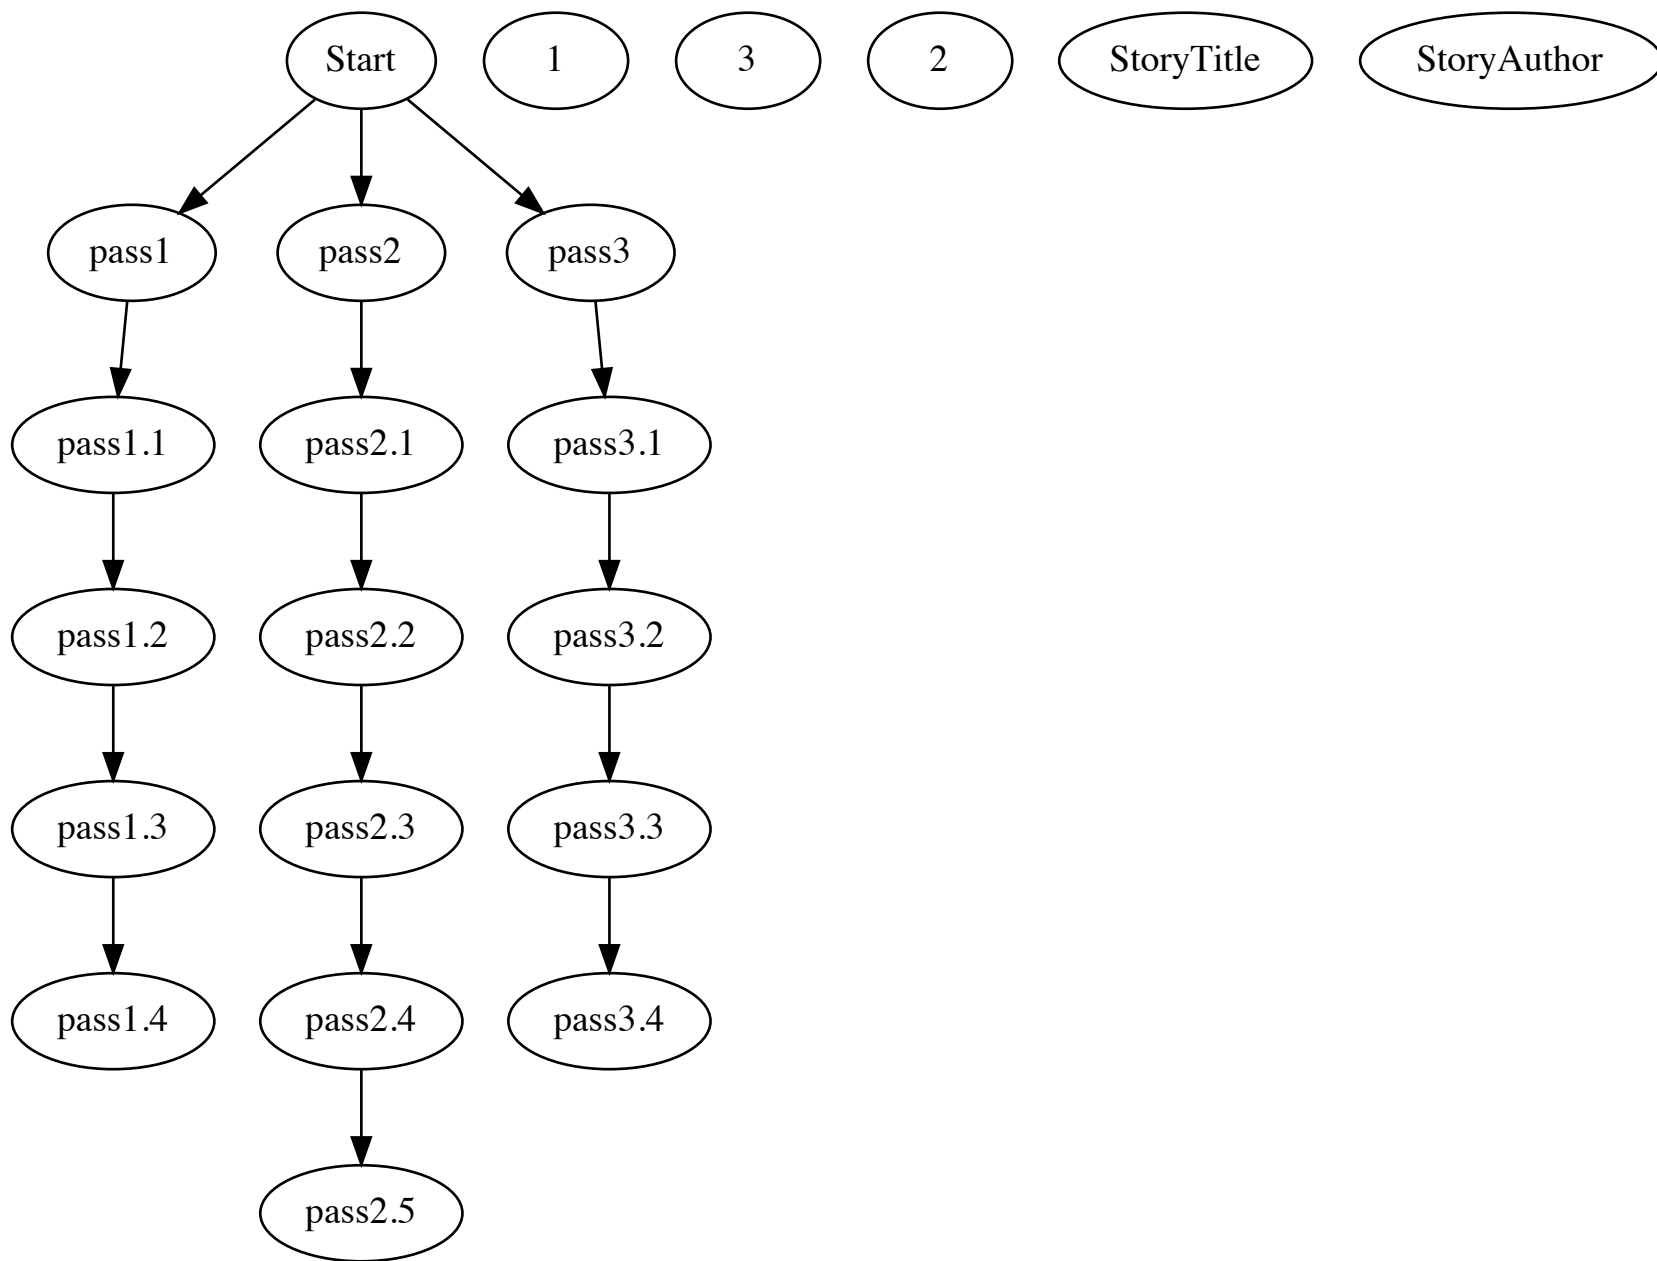 Start 1 3 2 StoryTitle StoryAuthor
pass1 pass2 pass3
pass1.1 pass2.1 pass3.1
pass1.2 pass2.2 pass3.2
pass1.3 pass2.3 pass3.3
pass1.4 pass2.4 pass3.4
pass2.5